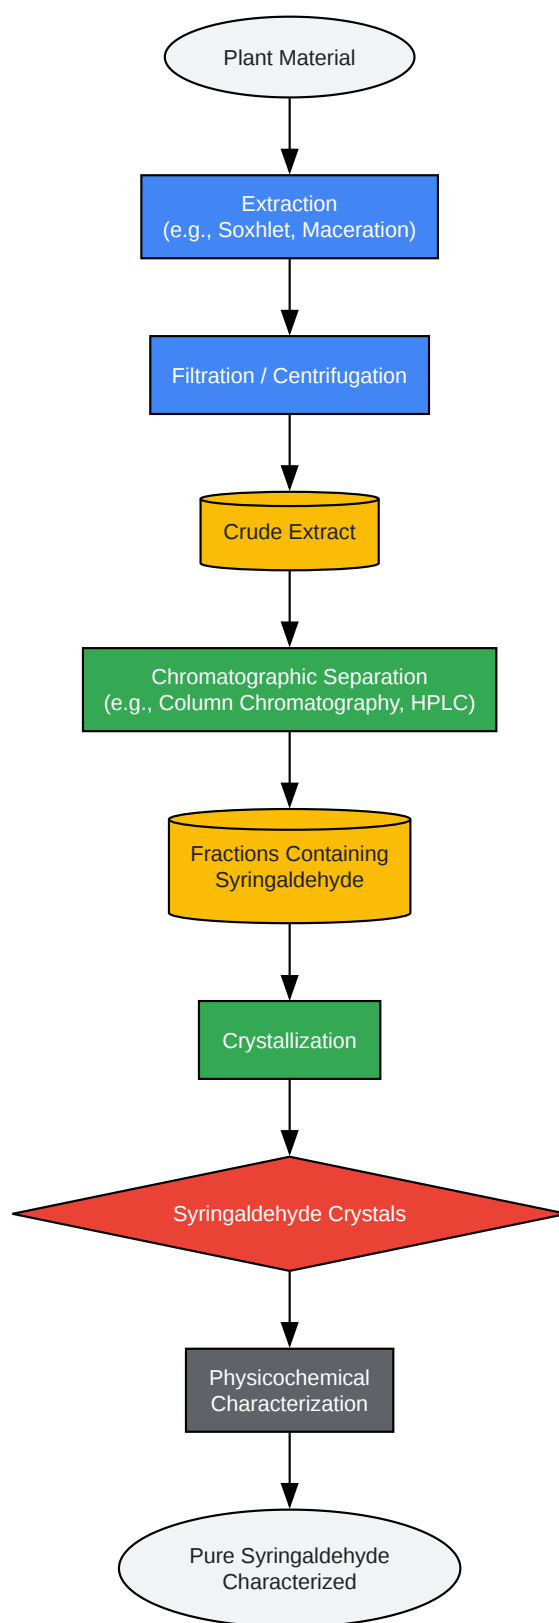 Plant Material
Extraction
(e.g., Soxhlet, Maceration)
Filtration / Centrifugation
Crude Extract
Chromatographic Separation
(e.g., Column Chromatography, HPLC)
Fractions Containing
Syringaldehyde
Crystallization
Syringaldehyde Crystals
Physicochemical
Characterization
Pure Syringaldehyde
Characterized